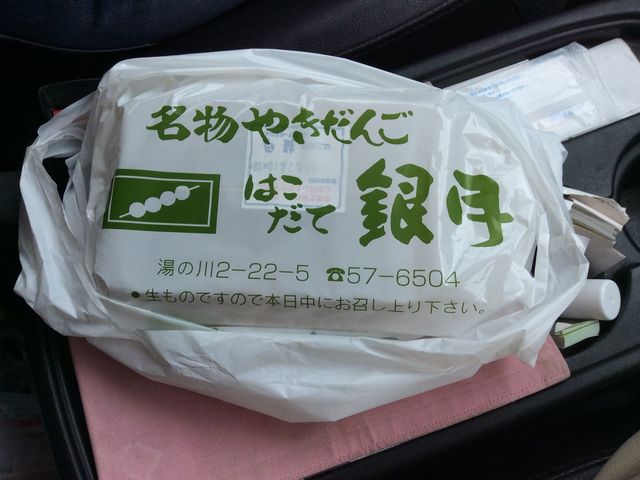 名物やきだんご
はこだて
銀月
湯の川2-22-5 ☎57-6504
●生ものですので本日中にお召し上り下さい。